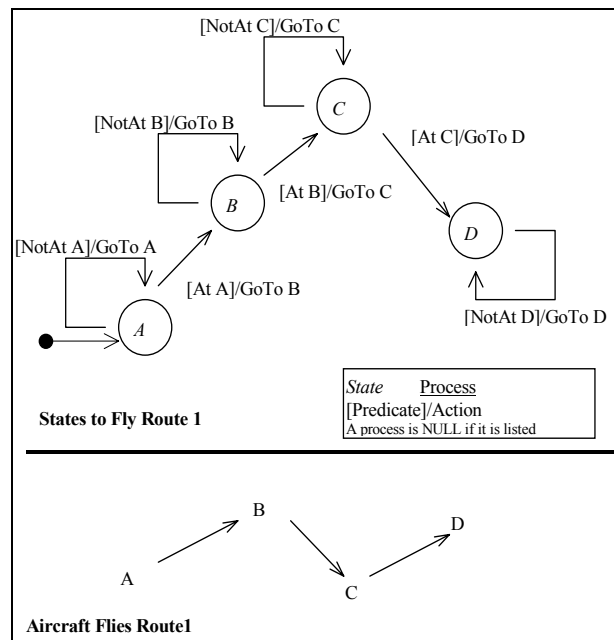 [NotAt C]/GoTo C
C
[At C]/GoTo D
[NotAt B]/GoTo B
B
[At B]/GoTo C
D
[NotAt A]/GoTo A
[At A]/GoTo B
[NotAt D]/GoTo D
A
State Process
[Predicate]/Action
A process is NULL if it is listed
States to Fly Route 1
B
D
A
C
Aircraft Flies Route1